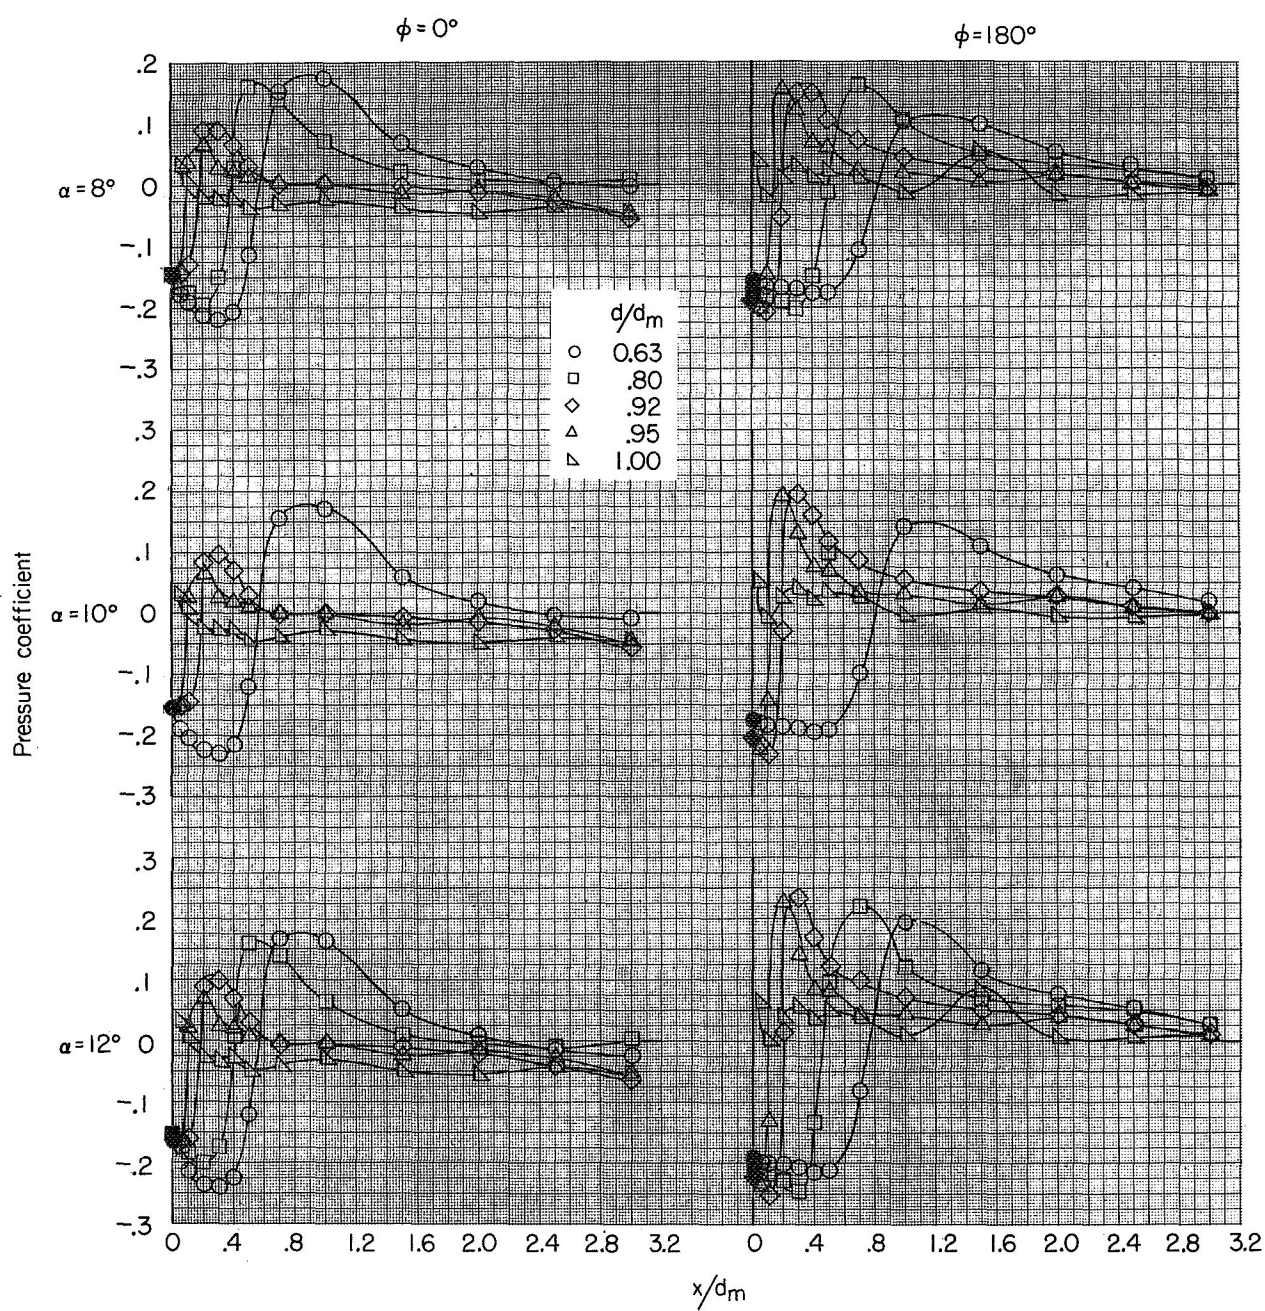 ϕ = 0°
ϕ = 180°
.2
.1
α = 8° 0
-.1
-.2
-.3
.3
.2
.1
α = 10° 0
-.1
-.2
-.3
.3
.2
.1
α = 12° 0
-.1
-.2
-.3
Pressure coefficient
d/dm
0.63
.80
.92
.95
1.00
0 .4 .8 1.2 1.6 2.0 2.4 2.8 3.2
0 .4 .8 1.2 1.6 2.0 2.4 2.8 3.2
x/dm